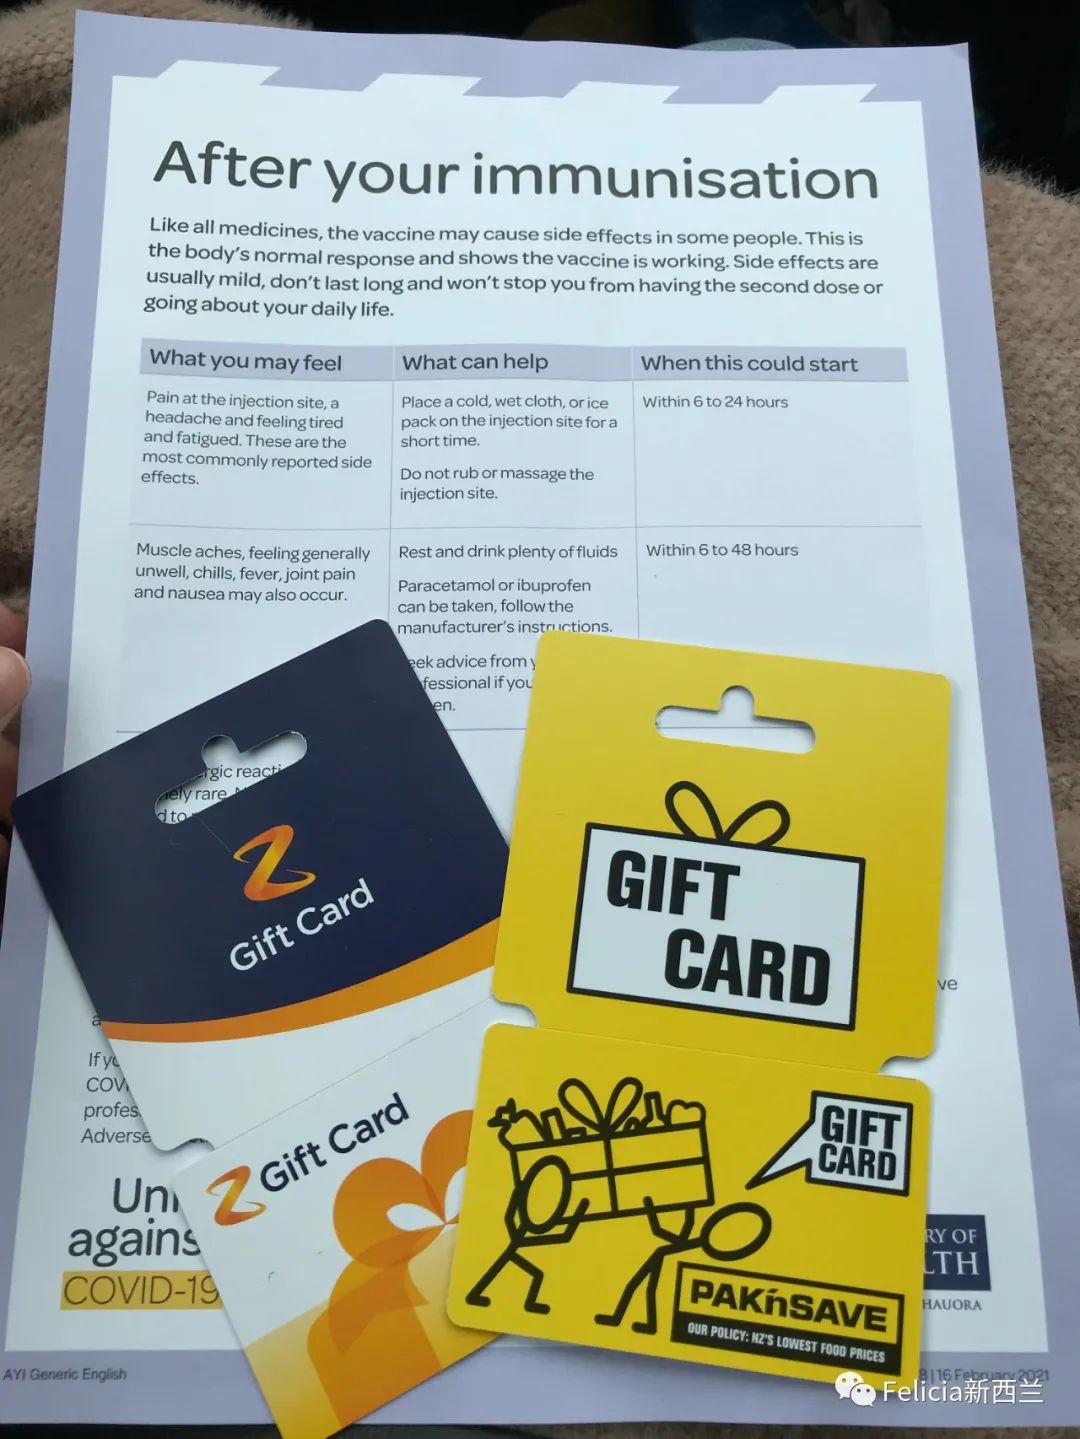 After your immunisation
Like all medicines, the vaccine may cause side effects in some people. This is
the body's normal response and shows the vaccine is working. Side effects are
usually mild, don't last long and won't stop you from having the second dose or
going about your daily life.
What you may feel
What can help
When this could start
Pain at the injection site, a
headache and feeling tired
and fatigued. These are the
most commonly reported side
effects.
Place a cold, wet cloth, or ice
pack on the injection site for a
short time.
Do not rub or massage the
injection site.
Within 6 to 24 hours
Muscle aches, feeling generally
unwell, chills, fever, joint pain
and nausea may also occur.
Rest and drink plenty of fluids
Paracetamol or ibuprofen
can be taken, follow the
manufacturer's instructions.
advice from
if you
rare.
to
Z
Gift Card
Z Gift Card
GIFT
CARD
GIFT
CARD
PAK'nSAVE
OUR POLICY: NZ'S LOWEST FOOD PRICES
If
Adverse
agains
COVID-19
OF
AYI Generic English
16 February 2021
Felicia新西兰